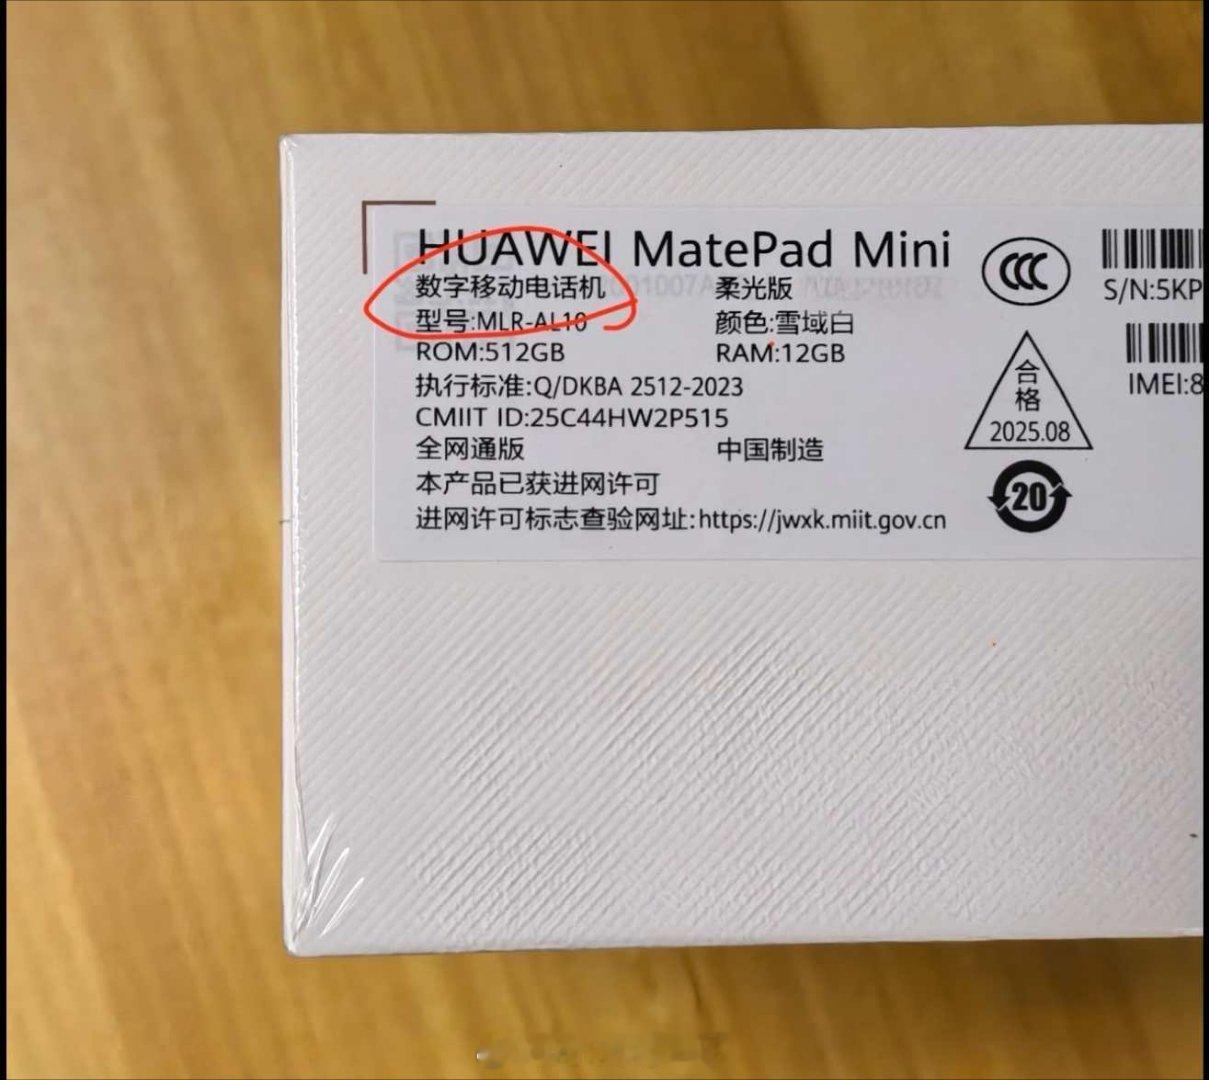 HUAWEI MatePad Mini
数字移动电话机 柔光版
型号:MLR-AL10 颜色:雪域白
ROM:512GB RAM:12GB
执行标准:Q/DKBA 2512-2023
CMIIT ID:25C44HW2P515
全网通版 中国制造
本产品已获进网许可
进网许可标志查验网址:https://jwxk.miit.gov.cn
CCC
合格
2025.08
20
S/N:5KP
IMEI:8